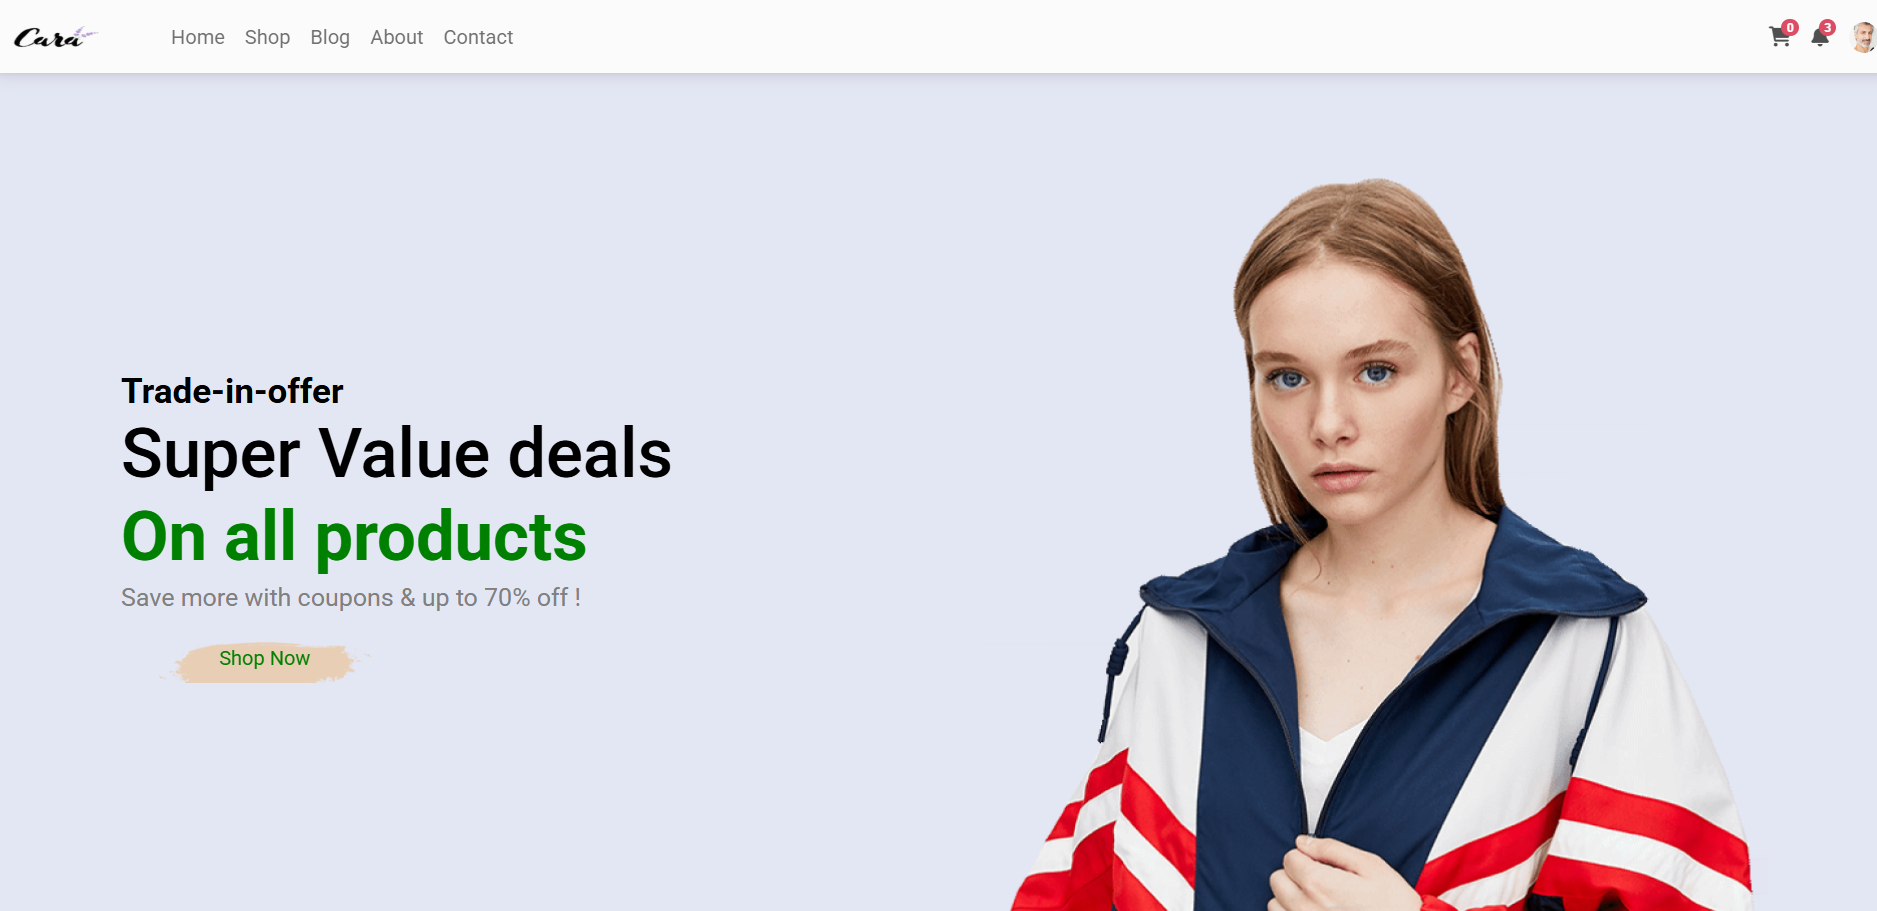 Cara
Home Shop Blog About Contact
0 3
Trade-in-offer
Super Value deals
On all products
Save more with coupons & up to 70% off !
Shop Now